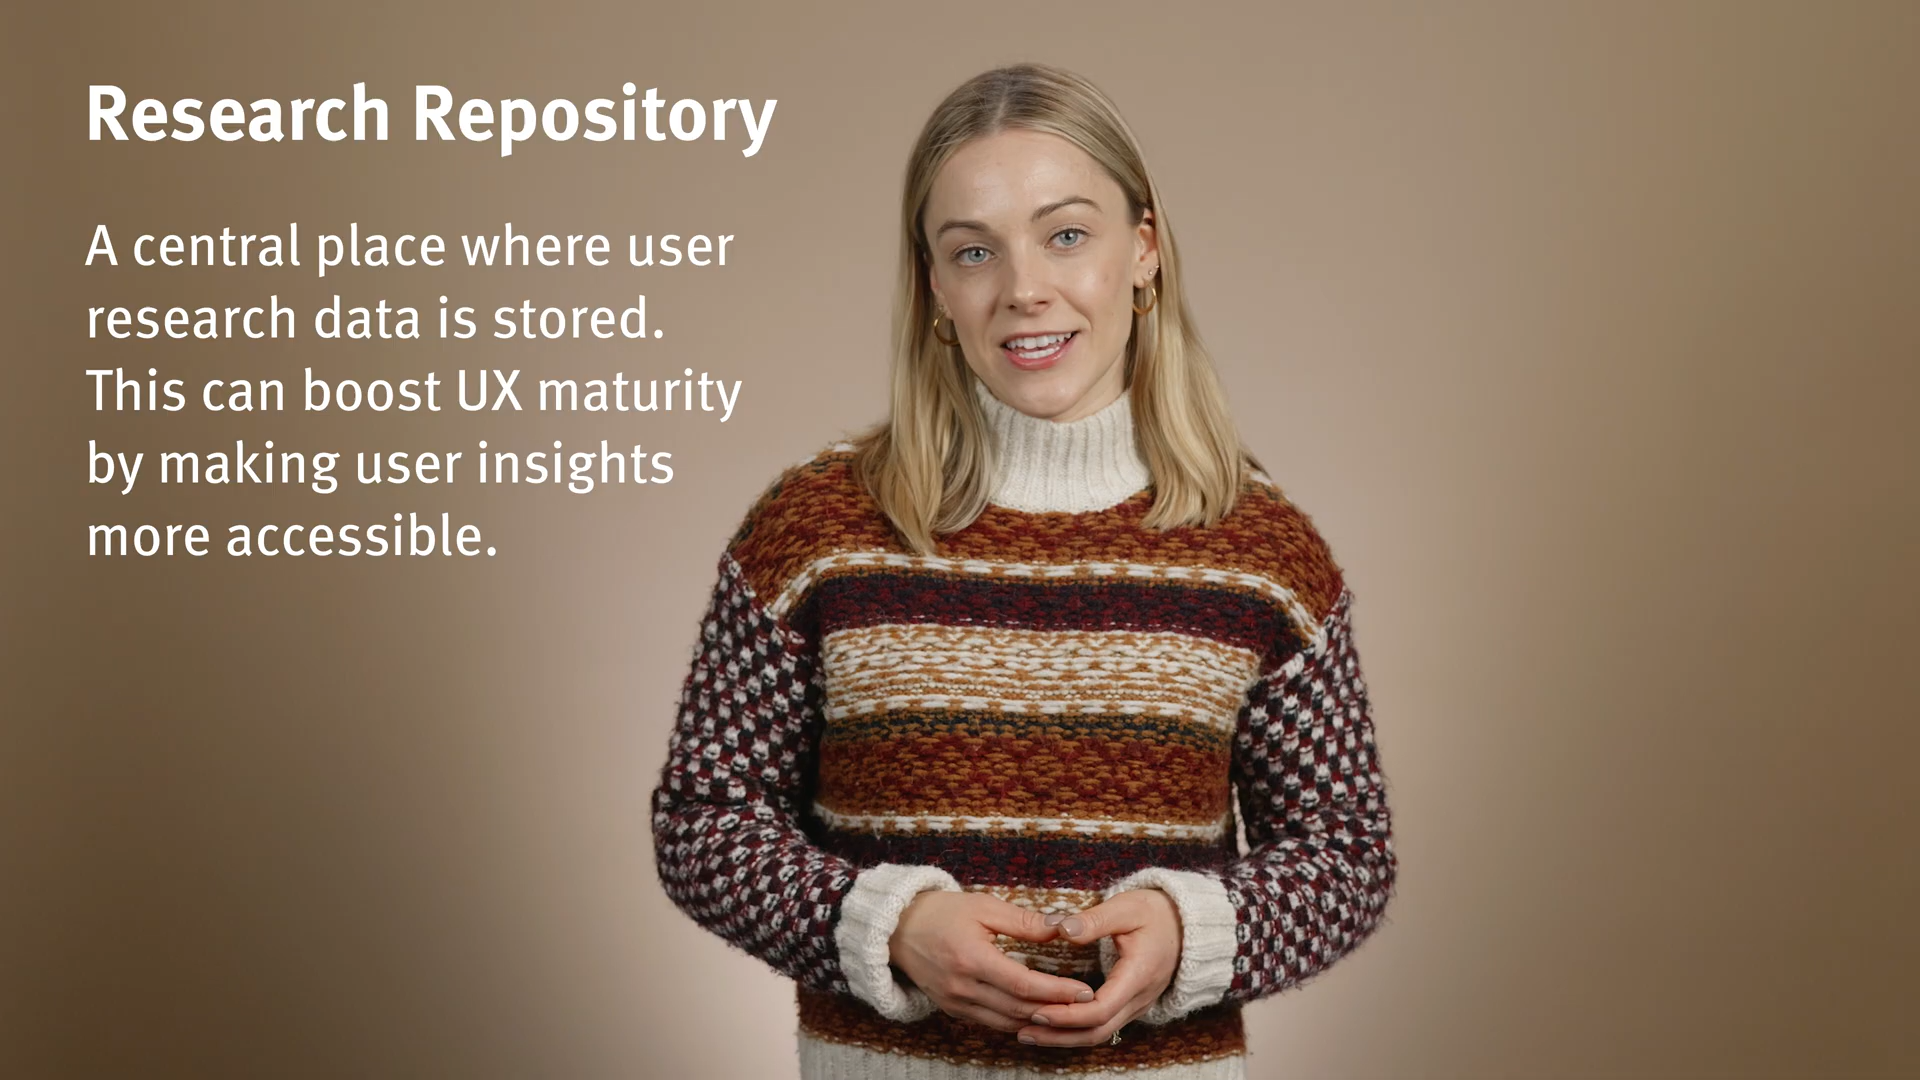 Research Repository
A central place where user
research data is stored.
This can boost UX maturity
by making user insights
more accessible.